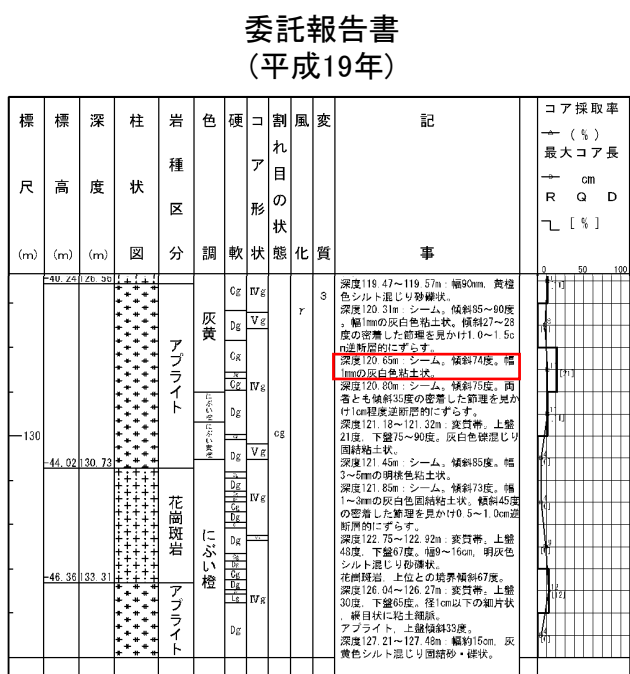 委託報告書
(平成19年)
標尺 (m)
標高 (m)
深度 (m)
柱状図
岩種区分
色調
硬軟
コア形状
割れ目の状態
風化
変質
記事
コア採取率
(%)
最大コア長
cm
R Q D
[%]
0 50 100
-40.24 126.56
アプライト
灰黄
Cg
Ⅳg
Dg
Ⅴg
Cg
Cg Ⅳg
Dg
Dg Ⅴg
cg
r
3
-130
-44.02 130.73
花崗斑岩
にぶい橙
Dg
Ⅳg
Dg
-46.36 133.31
アプライト
Ⅳg
Dg
深度119.47～119.57m：幅90mm，黄橙
色シルト混じり砂礫状。
深度120.31m：シーム。傾斜85～90度
。幅1mmの灰白色粘土状。傾斜27～28
度の密着した節理を見かけ1.0～1.5c
m逆断層的にずらす。
深度120.65m：シーム。傾斜74度。幅
1mmの灰白色粘土状。
深度120.80m：シーム。傾斜75度。両
者とも傾斜35度の密着した節理を見か
け1cm程度逆断層的にずらす。
深度121.18～121.32m：変質帯。上盤
21度，下盤75～90度。灰白色礫混じり
固結粘土状。
深度121.45m：シーム。傾斜85度。幅
3～5mmの明桃色粘土状。
深度121.85m：シーム。傾斜73度。幅
1～3mmの灰白色固結粘土状。傾斜45度
の密着した節理を見かけ0.5～1.0cm逆
断層的にずらす。
深度122.75～122.92m：変質帯。上盤
48度，下盤67度。幅9～16cm，明灰色
シルト混じり砂礫状。
花崗斑岩，上位との境界傾斜67度。
深度126.04～126.27m：変質帯。上盤
30度，下盤65度。径1cm以下の細片状
，網目状に粘土細脈。
アプライト，上盤傾斜33度。
深度127.21～127.48m：幅約15cm，灰
黄色シルト混じり固結砂・礫状。